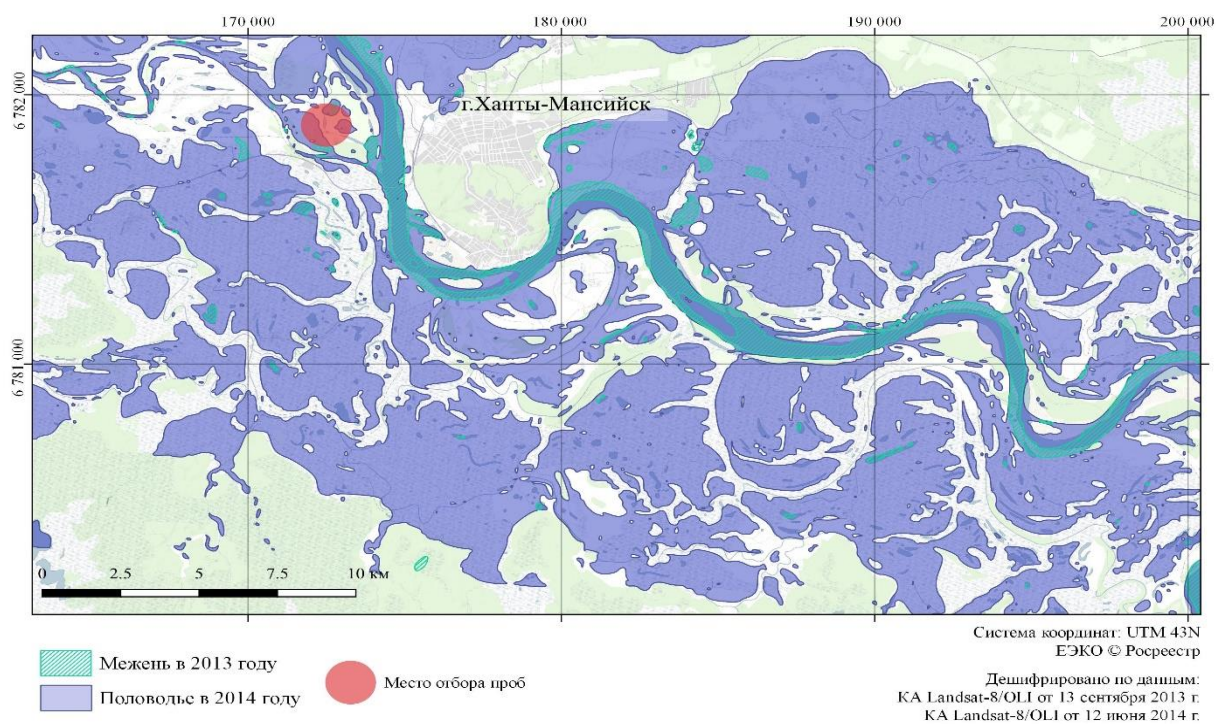 170 000 180 000 190 000 200 000
6 782 000
г.Ханты-Мансийск
6 781 000
0 2.5 5 7.5 10 км
Система координат: UTM 43N
ЕЭКО © Росреестр
Межень в 2013 году
Половодье в 2014 году
Место отбора проб
Дешифрировано по данным:
КА Landsat-8/OLI от 13 сентября 2013 г.
КА Landsat-8/OLI от 12 июня 2014 г.